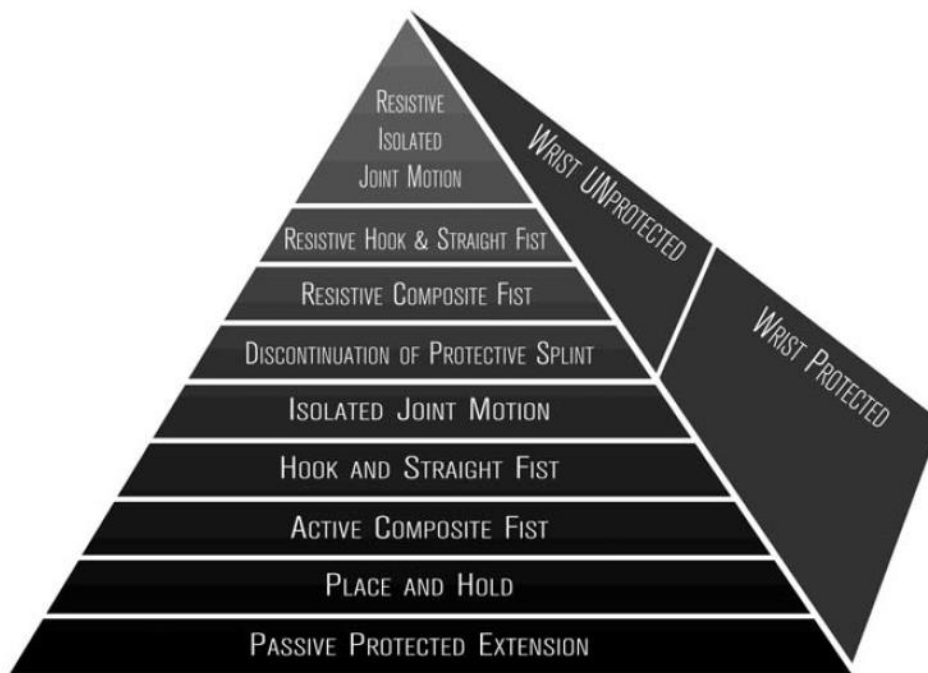 Resistive
Isolated
Joint Motion
Resistive Hook & Straight Fist
Resistive Composite Fist
Discontinuation of Protective Splint
Isolated Joint Motion
Hook and Straight Fist
Active Composite Fist
Place and Hold
Passive Protected Extension
Wrist UNprotected
Wrist Protected